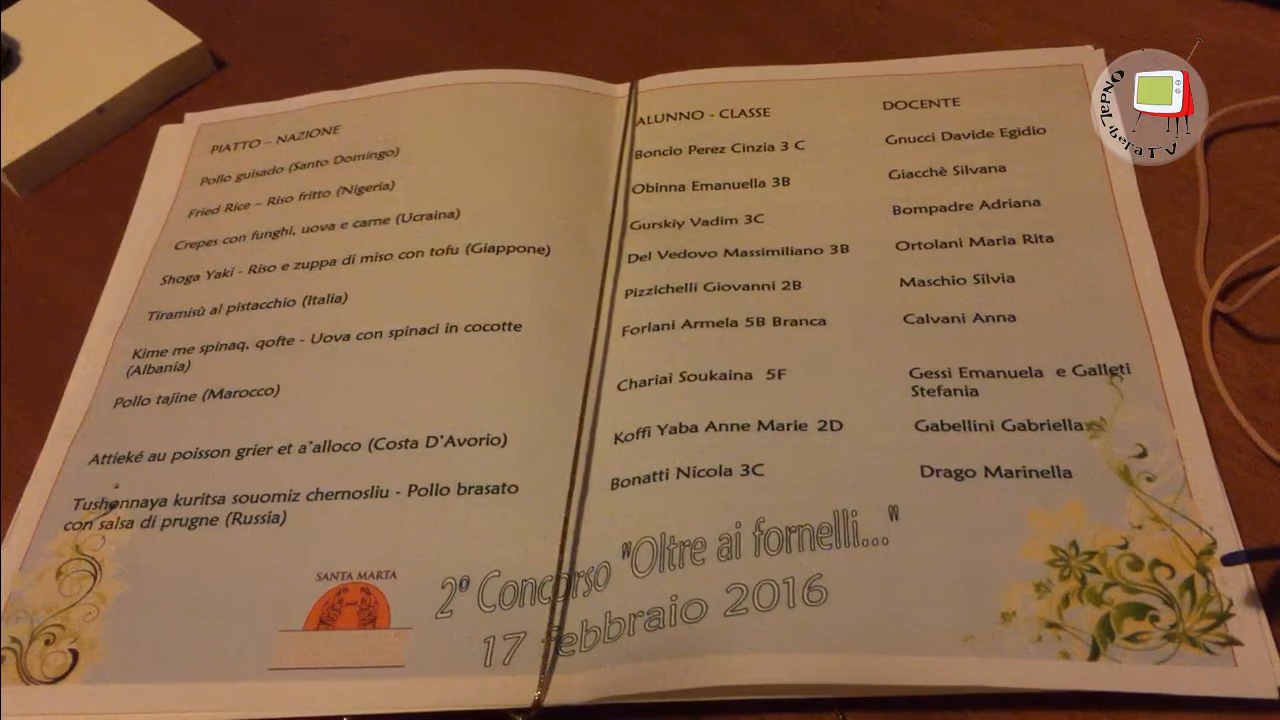 PIATTO – NAZIONE
Pollo guisado (Santo Domingo)
Fried Rice – Riso fritto (Nigeria)
Crepes con funghi, uova e carne (Ucraina)
Shoga Yaki - Riso e zuppa di miso con tofu (Giappone)
Tiramisù al pistacchio (Italia)
Kime me spinaq, qofte - Uova con spinaci in cocotte
(Albania)
Pollo tajine (Marocco)
Attieké au poisson grier et a'alloco (Costa D'Avorio)
Tushonnaya kuritsa souomiz chernosliu - Pollo brasato
con salsa di prugne (Russia)
SANTA MARTA
ALUNNO - CLASSE
DOCENTE
Boncio Perez Cinzia 3 C
Gnucci Davide Egidio
Obinna Emanuella 3B
Giacchè Silvana
Gurskiy Vadim 3C
Bompadre Adriana
Del Vedovo Massimiliano 3B
Ortolani Maria Rita
Pizzichelli Giovanni 2B
Maschio Silvia
Forlani Armela 5B Branca
Calvani Anna
Chariai Soukaina 5F
Gessi Emanuela e Galleti
Stefania
Koffi Yaba Anne Marie 2D
Gabellini Gabriella
Bonatti Nicola 3C
Drago Marinella
2° Concorso "Oltre ai fornelli..."
17 febbraio 2016